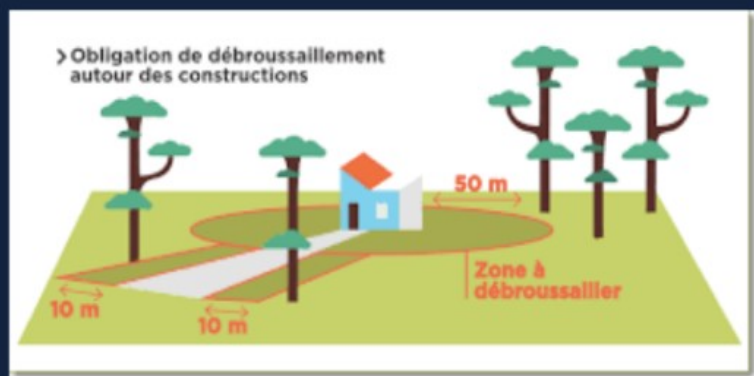 > Obligation de débroussaillement
autour des constructions
50 m
Zone à
débroussailler
10 m
10 m